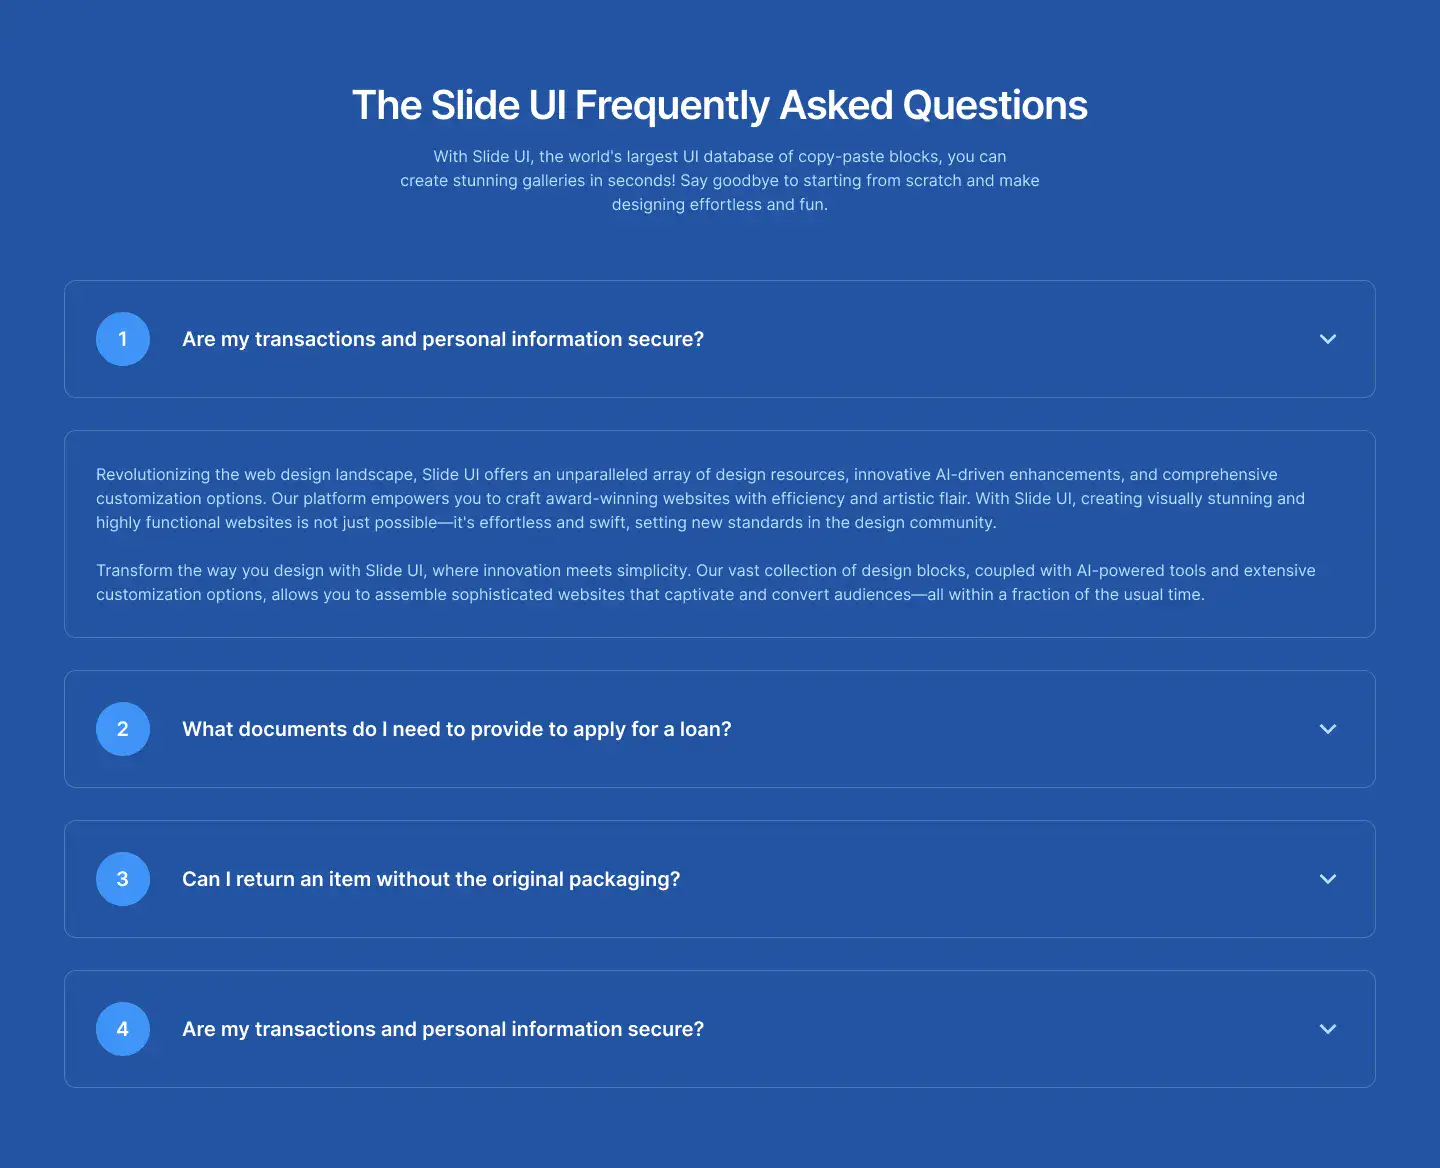 The Slide UI Frequently Asked Questions
With Slide UI, the world's largest UI database of copy-paste blocks, you can
create stunning galleries in seconds! Say goodbye to starting from scratch and make
designing effortless and fun.
1 Are my transactions and personal information secure?
Revolutionizing the web design landscape, Slide UI offers an unparalleled array of design resources, innovative AI-driven enhancements, and comprehensive
customization options. Our platform empowers you to craft award-winning websites with efficiency and artistic flair. With Slide UI, creating visually stunning and
highly functional websites is not just possible—it's effortless and swift, setting new standards in the design community.
Transform the way you design with Slide UI, where innovation meets simplicity. Our vast collection of design blocks, coupled with AI-powered tools and extensive
customization options, allows you to assemble sophisticated websites that captivate and convert audiences—all within a fraction of the usual time.
2 What documents do I need to provide to apply for a loan?
3 Can I return an item without the original packaging?
4 Are my transactions and personal information secure?